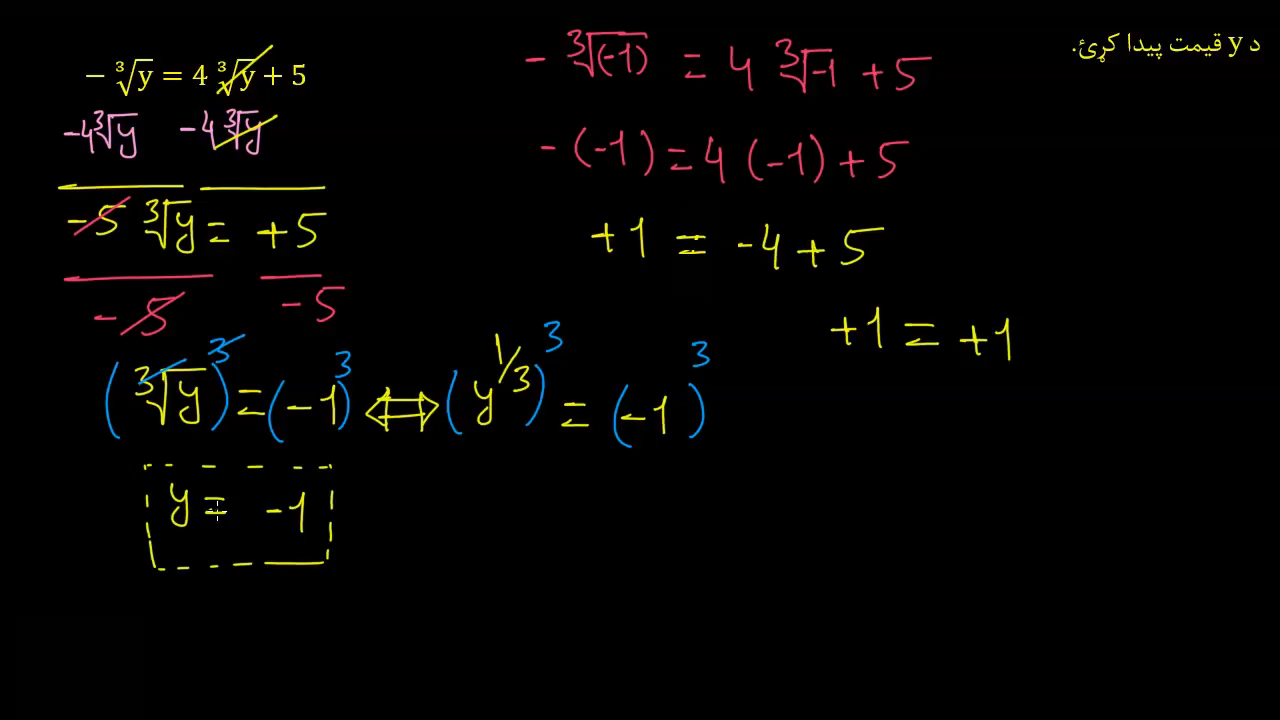 د y قیمت پیدا کړئ.
-∛y = 4 ∛y + 5
-4∛y -4∛y
-5 ∛y = +5
-5 -5
(∛y)³ = (-1)³ ⟺ (y^1/3)³ = (-1)³
y = -1
-∛(-1) = 4 ∛-1 + 5
-(-1) = 4 (-1) + 5
+1 = -4 + 5
+1 = +1